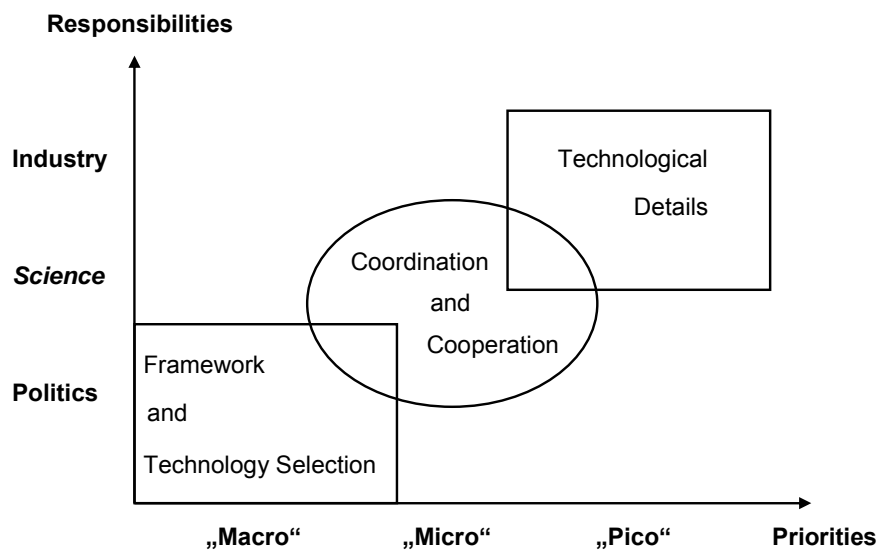 Responsibilities
Industry
Technological
Details
Science
Coordination
and
Cooperation
Politics
Framework
and
Technology Selection
„Macro“ „Micro“ „Pico“ Priorities